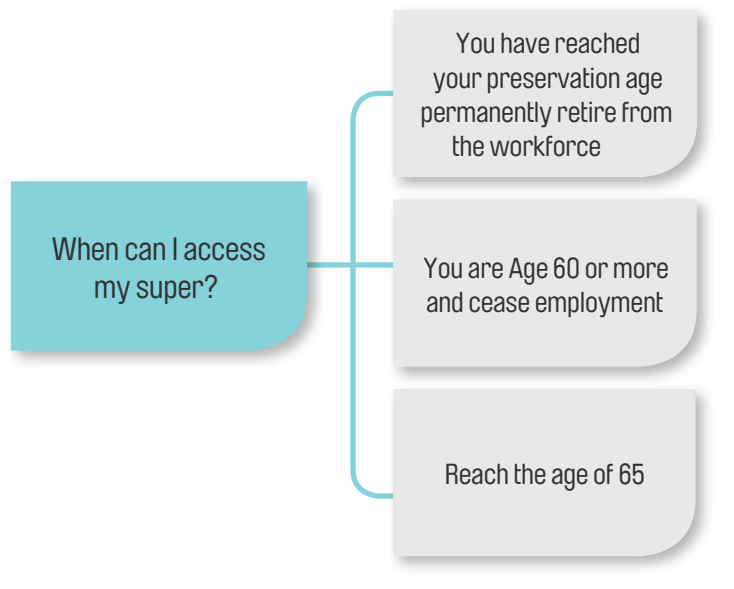 When can I access
my super?
You have reached
your preservation age
permanently retire from
the workforce
You are Age 60 or more
and cease employment
Reach the age of 65